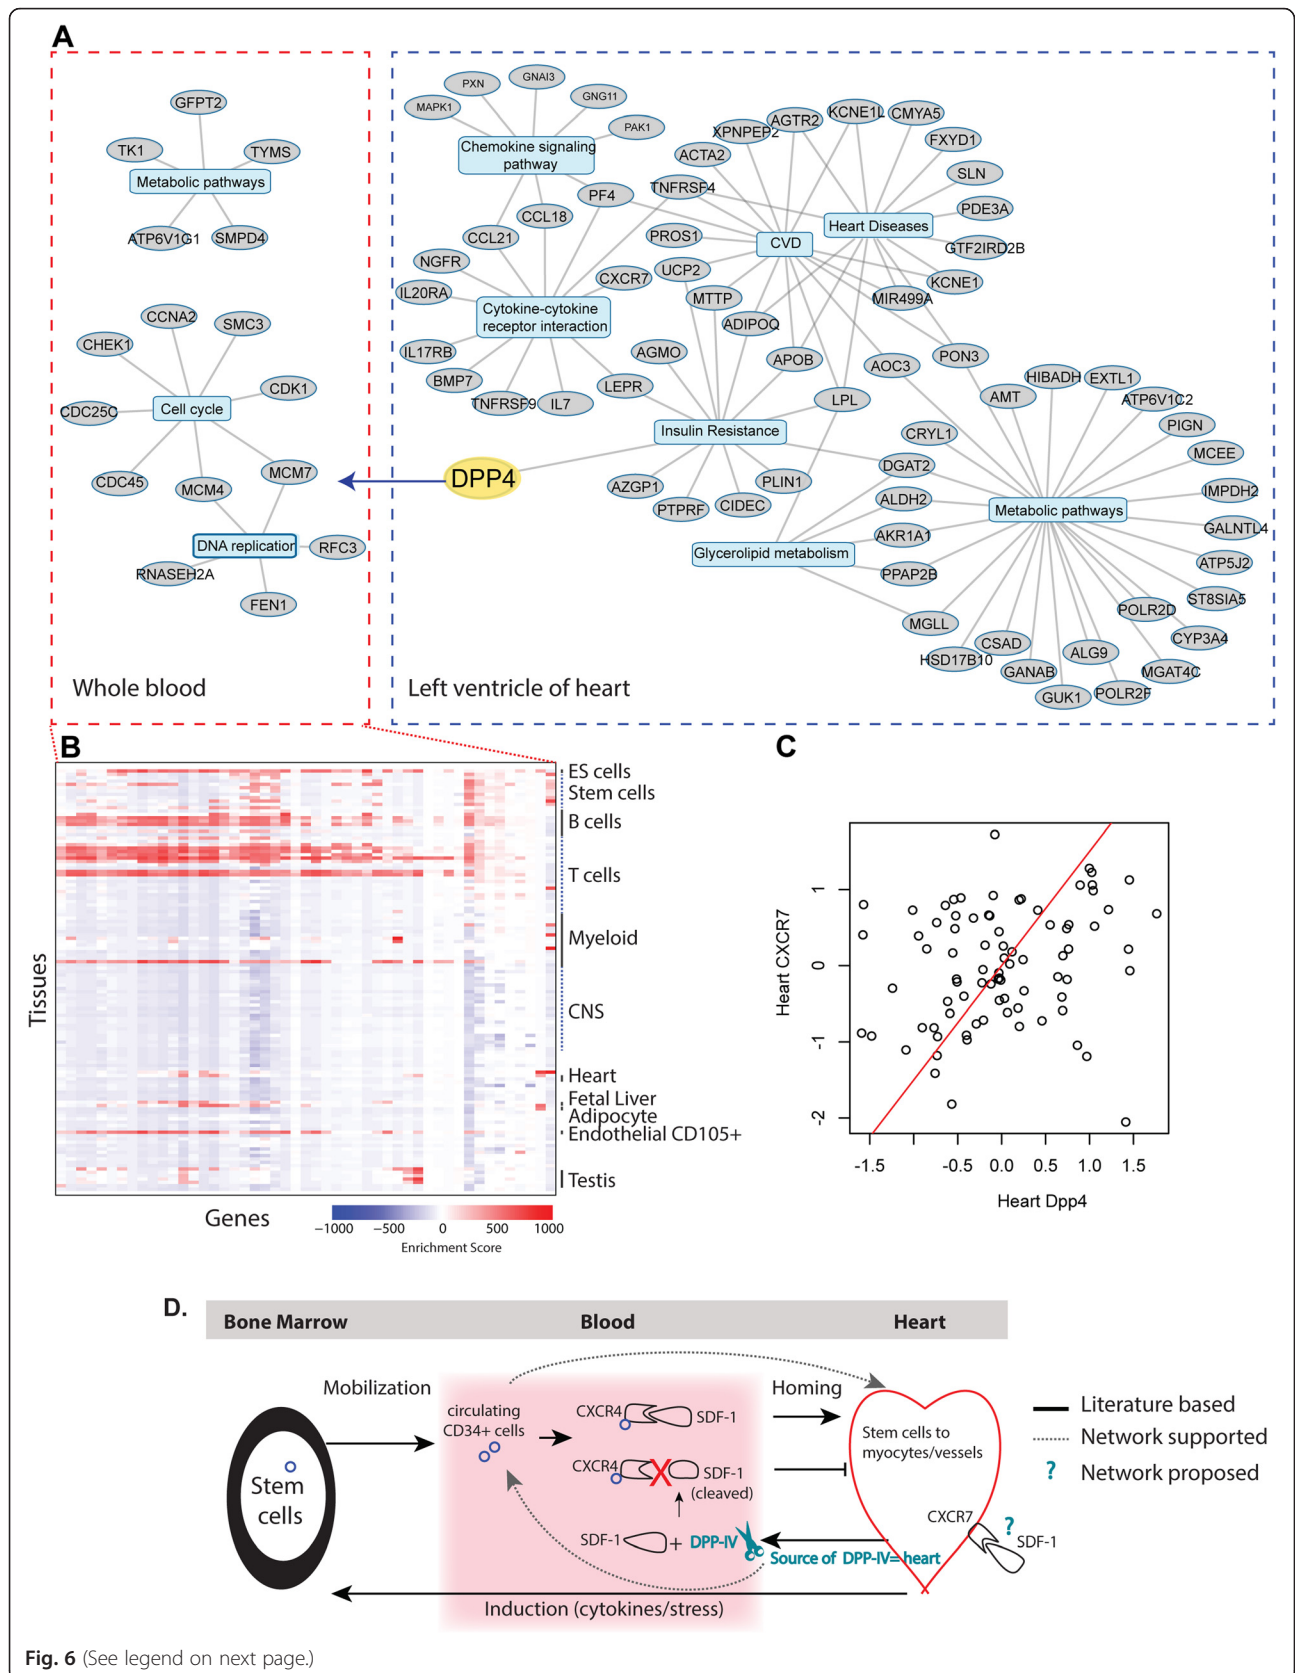 A
GFPT2
TK1
TYMS
Metabolic pathways
ATP6V1G1
SMPD4
CCNA2
SMC3
CHEK1
CDK1
CDC25C
Cell cycle
MCM7
CDC45
MCM4
DNA replication
RFC3
RNASEH2A
FEN1
Whole blood
PXN
GNAI3
GNG11
MAPK1
PAK1
Chemokine signaling
pathway
PF4
CCL18
CCL21
NGFR
IL20RA
CXCR7
Cytokine-cytokine
receptor interaction
IL17RB
BMP7
TNFRSF9
IL7
LEPR
AGMO
XPNPEP2
AGTR2
KCNE1L
CMYA5
FXYD1
ACTA2
SLN
TNFRSF4
PDE3A
PROS1
CVD
Heart Diseases
GTF2IRD2B
UCP2
KCNE1
MTTP
MIR499A
ADIPOQ
APOB
AOC3
PON3
LPL
Insulin Resistance
DPP4
AZGP1
PTPRF
CIDEC
PLIN1
Glycerolipid metabolism
CRYL1
DGAT2
ALDH2
AKR1A1
PPAP2B
MGLL
AMT
HIBADH
EXTL1
ATP6V1C2
PIGN
MCEE
IMPDH2
Metabolic pathways
GALNTL4
ATP5J2
ST8SIA5
POLR2D
CYP3A4
CSAD
ALG9
HSD17B10
GANAB
MGAT4C
GUK1
POLR2F
Left ventricle of heart
B
ES cells
Stem cells
B cells
T cells
Myeloid
CNS
Heart
Fetal Liver
Adipocyte
Endothelial CD105+
Testis
Tissues
Genes
−1000 −500 0 500 1000
Enrichment Score
C
Heart CXCR7
1
0
-1
-2
-1.5 -0.5 0.0 0.5 1.0 1.5
Heart Dpp4
D.
Bone Marrow Blood Heart
Mobilization
Homing
circulating
CD34+ cells
CXCR4
SDF-1
Stem cells to
myocytes/vessels
Literature based
Network supported
? Network proposed
Stem
cells
CXCR4
X
SDF-1
(cleaved)
CXCR7
?
SDF-1
SDF-1 + DPP-IV
Source of DPP-IV= heart
Induction (cytokines/stress)
Fig. 6 (See legend on next page.)